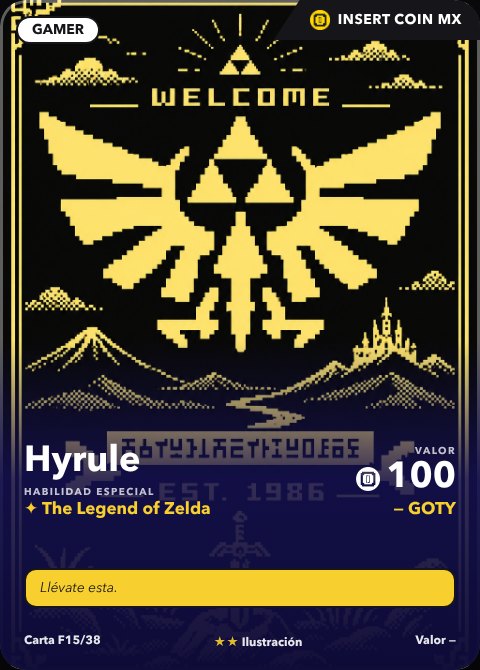 GAMER
INSERT COIN MX
WELCOME
Hyrule
VALOR
100
EST. 1986
HABILIDAD ESPECIAL
✦ The Legend of Zelda
– GOTY
Llévate esta.
Carta F15/38
★★ Ilustración
Valor –